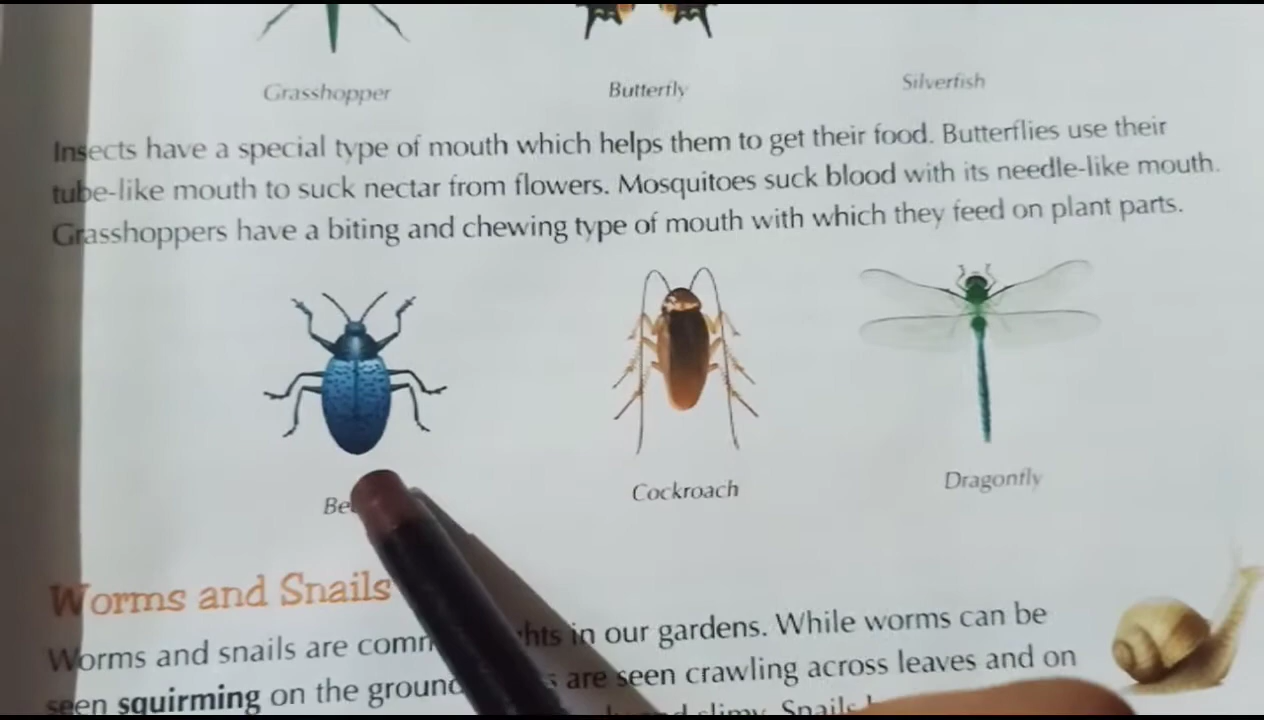 Grasshopper Butterfly Silverfish
Insects have a special type of mouth which helps them to get their food. Butterflies use their
tube-like mouth to suck nectar from flowers. Mosquitoes suck blood with its needle-like mouth.
Grasshoppers have a biting and chewing type of mouth with which they feed on plant parts.
Cockroach Dragonfly
Worms and Snails
Worms and snails are in our gardens. While worms can be
seen squirming on the ground are seen crawling across leaves and on
slimy. Snails